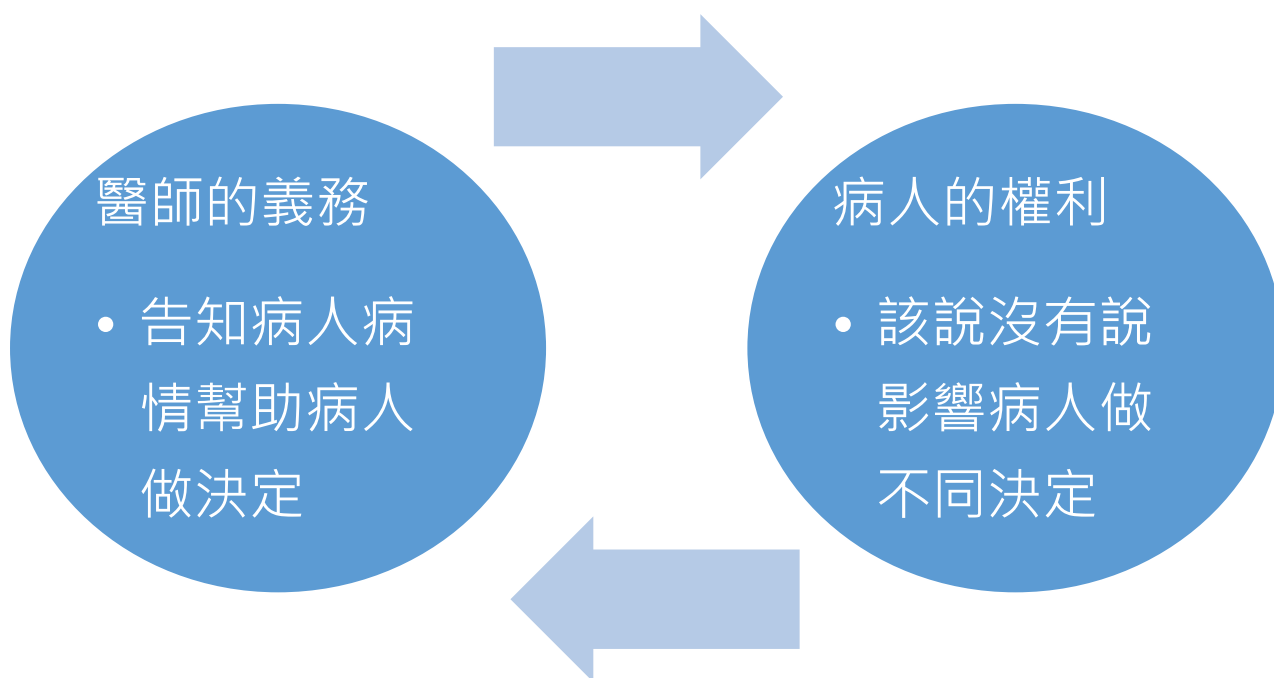 醫師的義務
• 告知病人病
情幫助病人
做決定
病人的權利
• 該說沒有說
影響病人做
不同決定